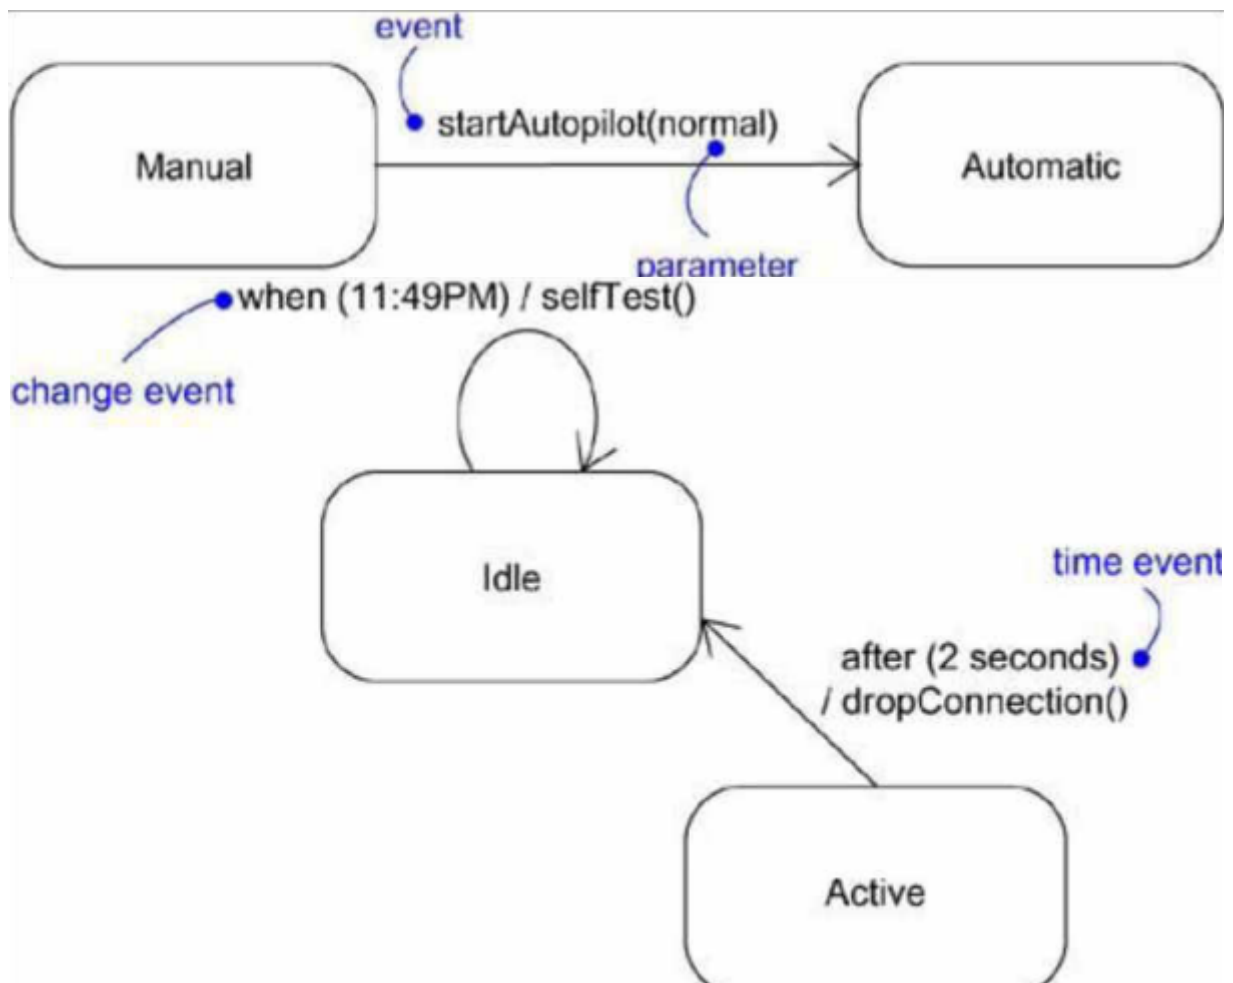 event
startAutopilot(normal)
Manual
Automatic
parameter
when (11:49PM) / selfTest()
change event
Idle
time event
after (2 seconds)
/ dropConnection()
Active